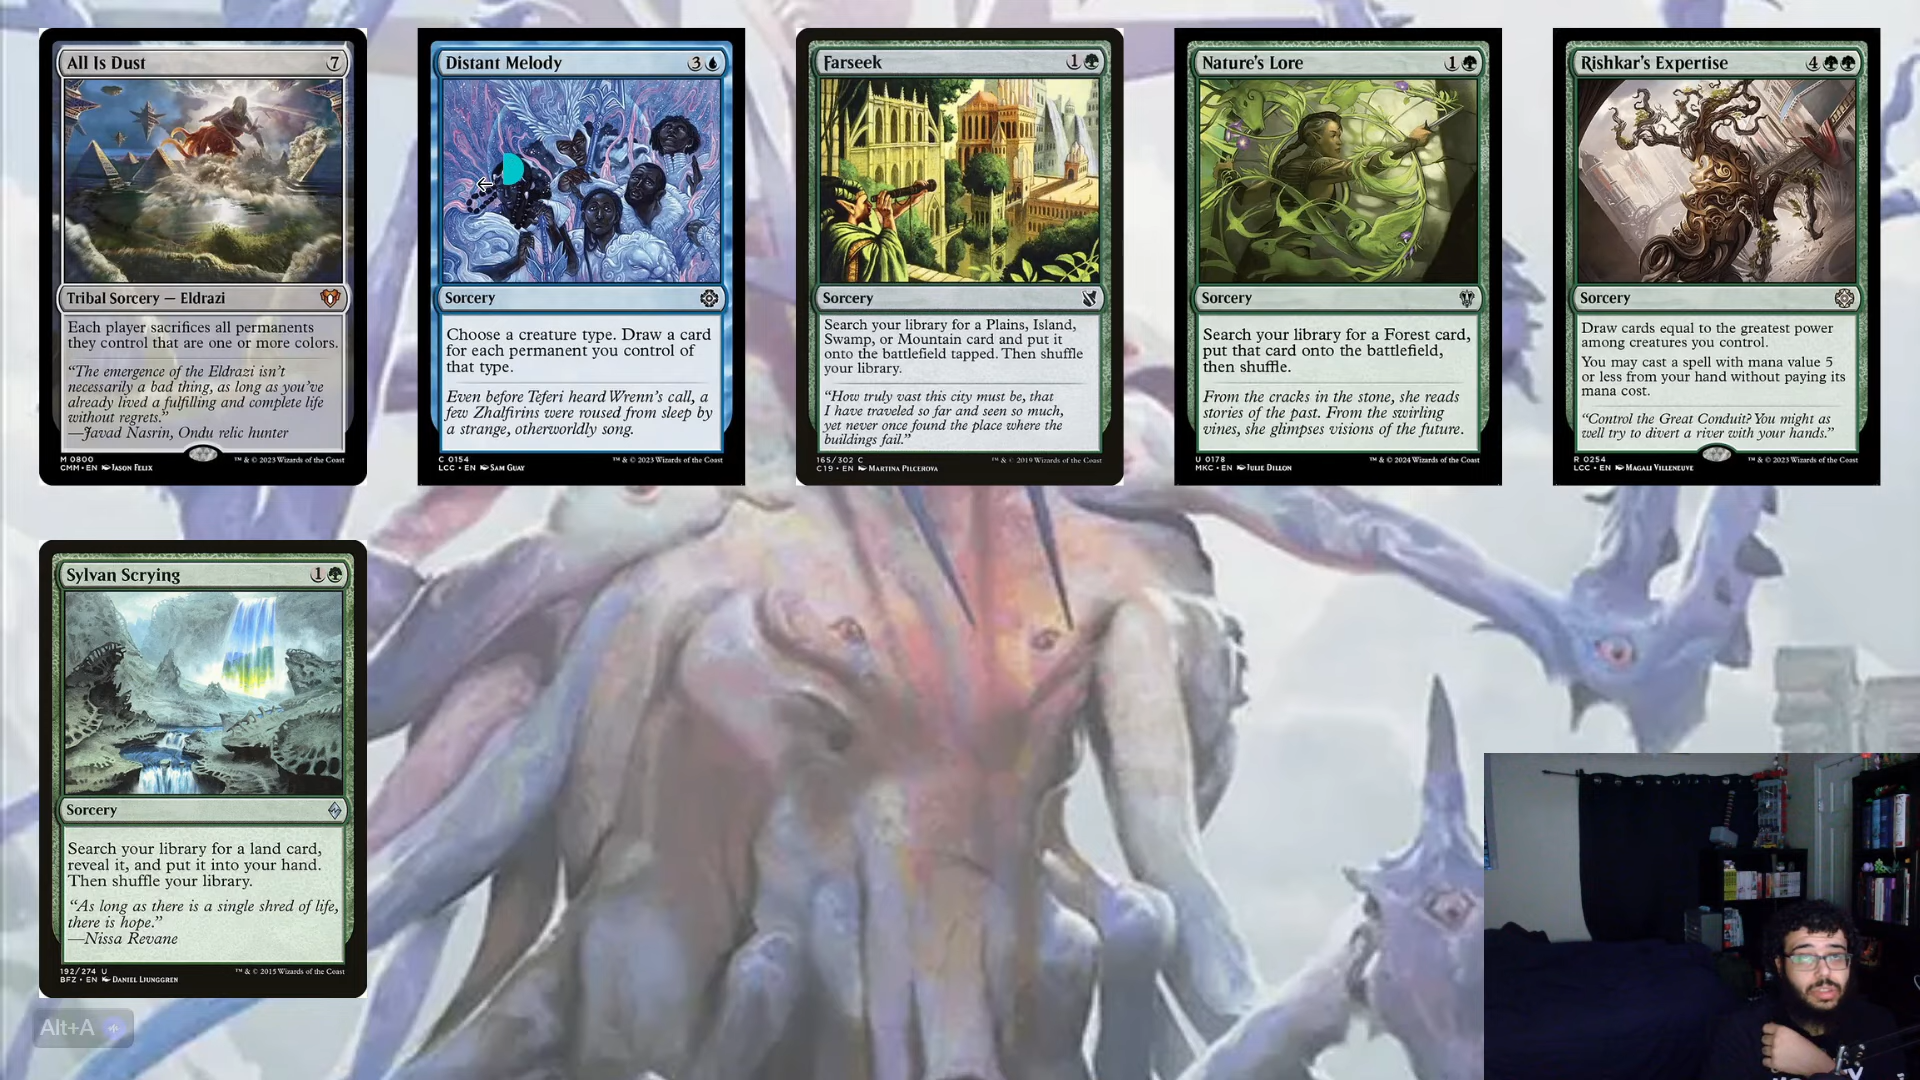 All Is Dust 7
Tribal Sorcery — Eldrazi
Each player sacrifices all permanents
they control that are one or more colors.
“The emergence of the Eldrazi isn’t
necessarily a bad thing, as long as you’ve
already lived a fulfilling and complete life
without regrets.”
—Javad Nasrin, Ondu relic hunter
M 0800
CMM • EN JASON FELIX ™ & © 2023 Wizards of the Coast
Distant Melody 3
Sorcery
Choose a creature type. Draw a card
for each permanent you control of
that type.
Even before Teferi heard Wrenn’s call, a
few Zhalfirins were roused from sleep by
a strange, otherworldly song.
C 0154
LCC • EN SAM GUAY ™ & © 2023 Wizards of the Coast
Farseek 1
Sorcery
Search your library for a Plains, Island,
Swamp, or Mountain card and put it
onto the battlefield tapped. Then shuffle
your library.
“How truly vast this city must be, that
I have traveled so far and seen so much,
yet never once found the place where the
buildings fail.”
165/302 C
C19 • EN MARTINA PILCEROVA ™ & © 2019 Wizards of the Coast
Nature’s Lore 1
Sorcery
Search your library for a Forest card,
put that card onto the battlefield,
then shuffle.
From the cracks in the stone, she reads
stories of the past. From the swirling
vines, she glimpses visions of the future.
U 0178
MKC • EN JULIE DILLON ™ & © 2024 Wizards of the Coast
Rishkar’s Expertise 4
Sorcery
Draw cards equal to the greatest power
among creatures you control.
You may cast a spell with mana value 5
or less from your hand without paying its
mana cost.
“Control the Great Conduit? You might as
well try to divert a river with your hands.”
R 0254
LCC • EN MAGALI VILLENEUVE ™ & © 2023 Wizards of the Coast
Sylvan Scrying 1
Sorcery
Search your library for a land card,
reveal it, and put it into your hand.
Then shuffle your library.
“As long as there is a single shred of life,
there is hope.”
—Nissa Revane
192/274 U
BFZ • EN DANIEL LJUNGGREN ™ & © 2015 Wizards of the Coast
Alt+A